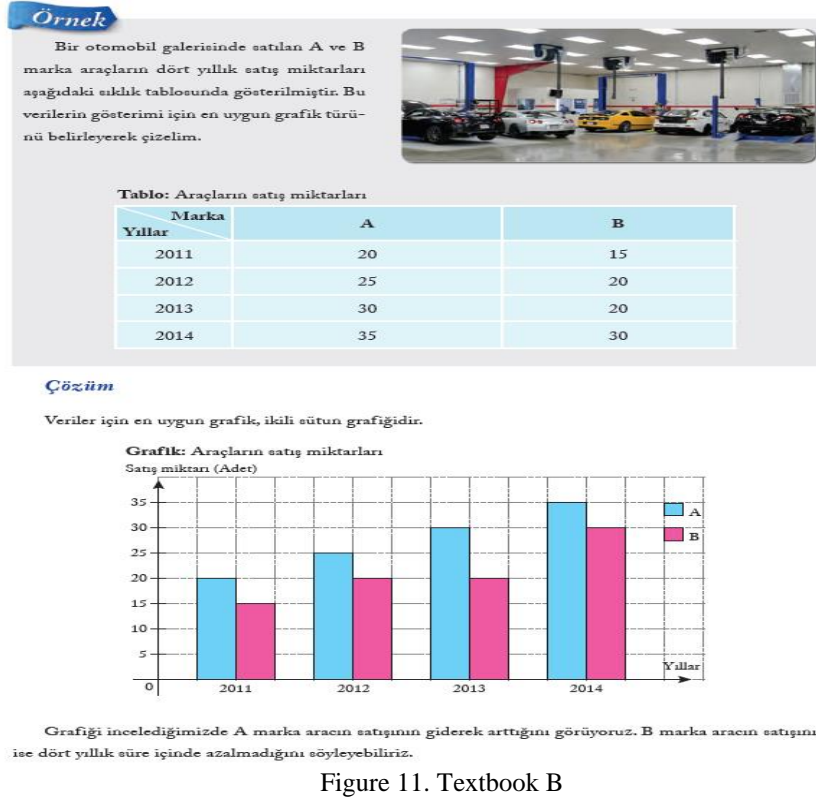 Örnek
Bir otomobil galerisinde satılan A ve B
marka araçların dört yıllık satış miktarları
aşağıdaki sıklık tablosunda gösterilmiştir. Bu
verilerin gösterimi için en uygun grafik türü-
nü belirleyerek çizelim.
Tablo: Araçların satış miktarları
Marka
Yıllar A B
2011 20 15
2012 25 20
2013 30 20
2014 35 30
Çözüm
Veriler için en uygun grafik, ikili sütun grafiğidir.
Grafik: Araçların satış miktarları
Satış miktarı (Adet)
35
30
25
20
15
10
5
0
A
B
Yıllar
2011 2012 2013 2014
Grafiği incelediğimizde A marka aracın satışının giderek arttığını görüyoruz. B marka aracın satışını
ise dört yıllık süre içinde azalmadığını söyleyebiliriz.
Figure 11. Textbook B